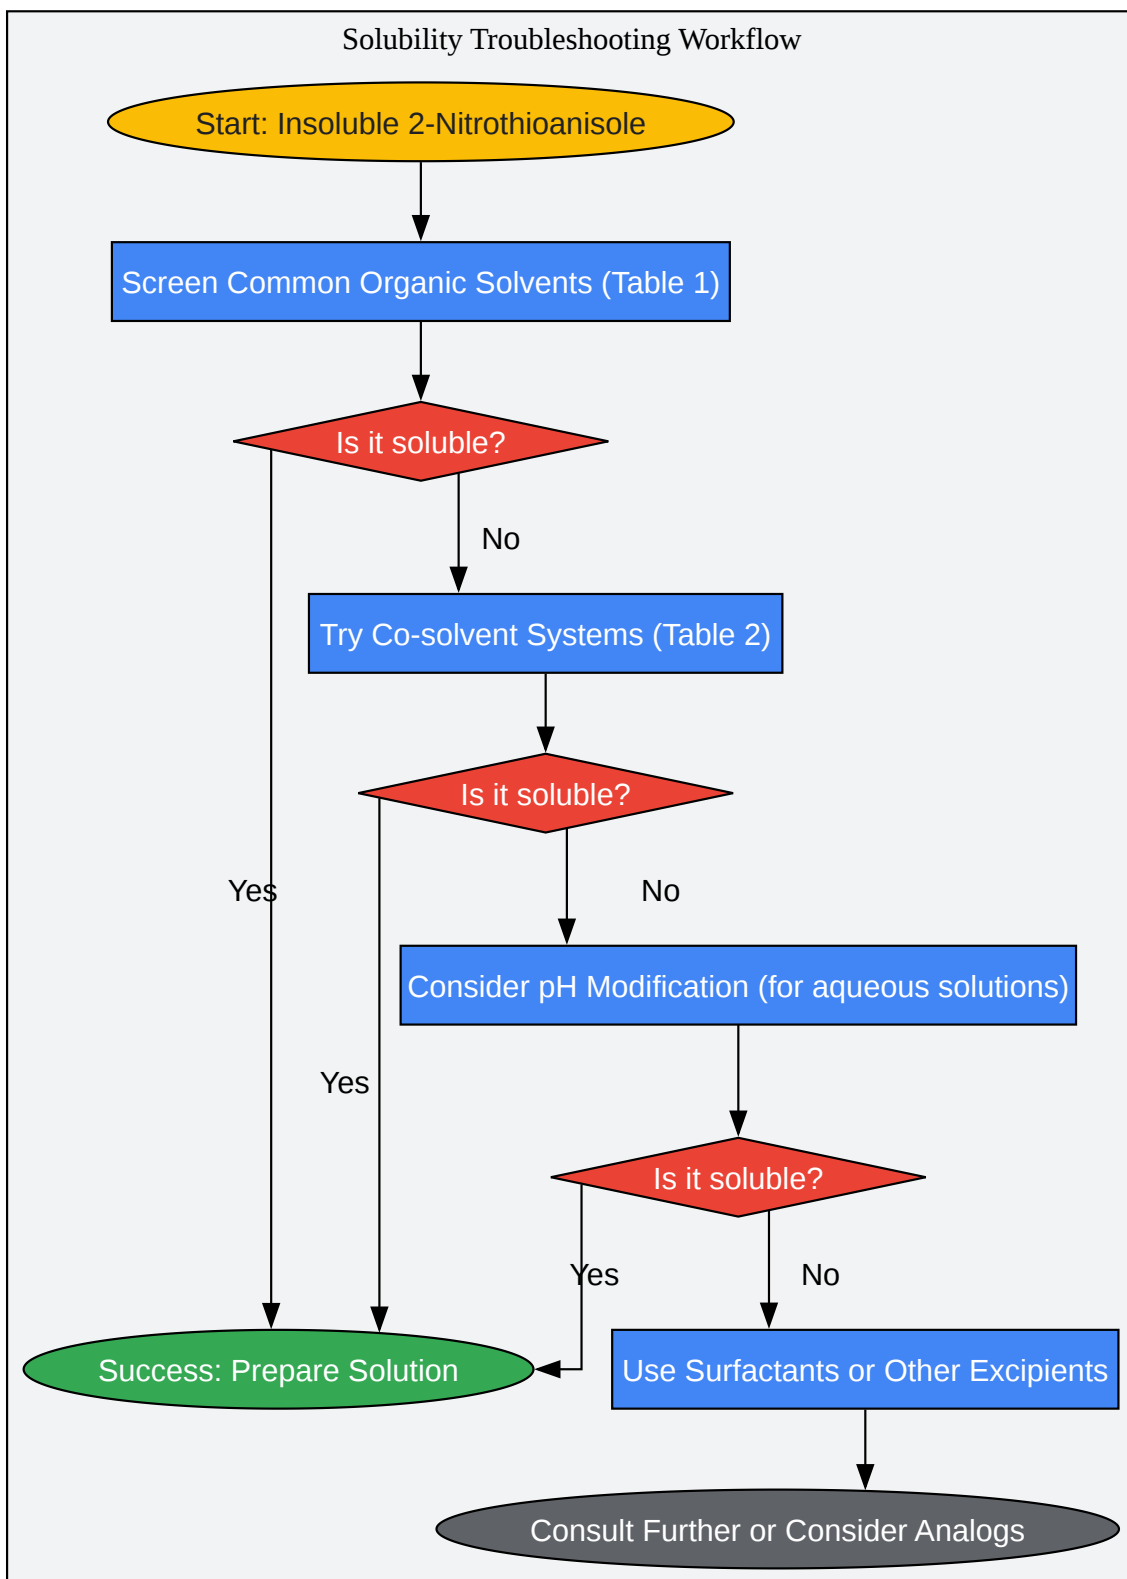 Solubility Troubleshooting Workflow
Start: Insoluble 2-Nitrothioanisole
Screen Common Organic Solvents (Table 1)
Is it soluble?
No
Try Co-solvent Systems (Table 2)
Is it soluble?
Yes
No
Consider pH Modification (for aqueous solutions)
Yes
Is it soluble?
Yes
No
Success: Prepare Solution
Use Surfactants or Other Excipients
Consult Further or Consider Analogs